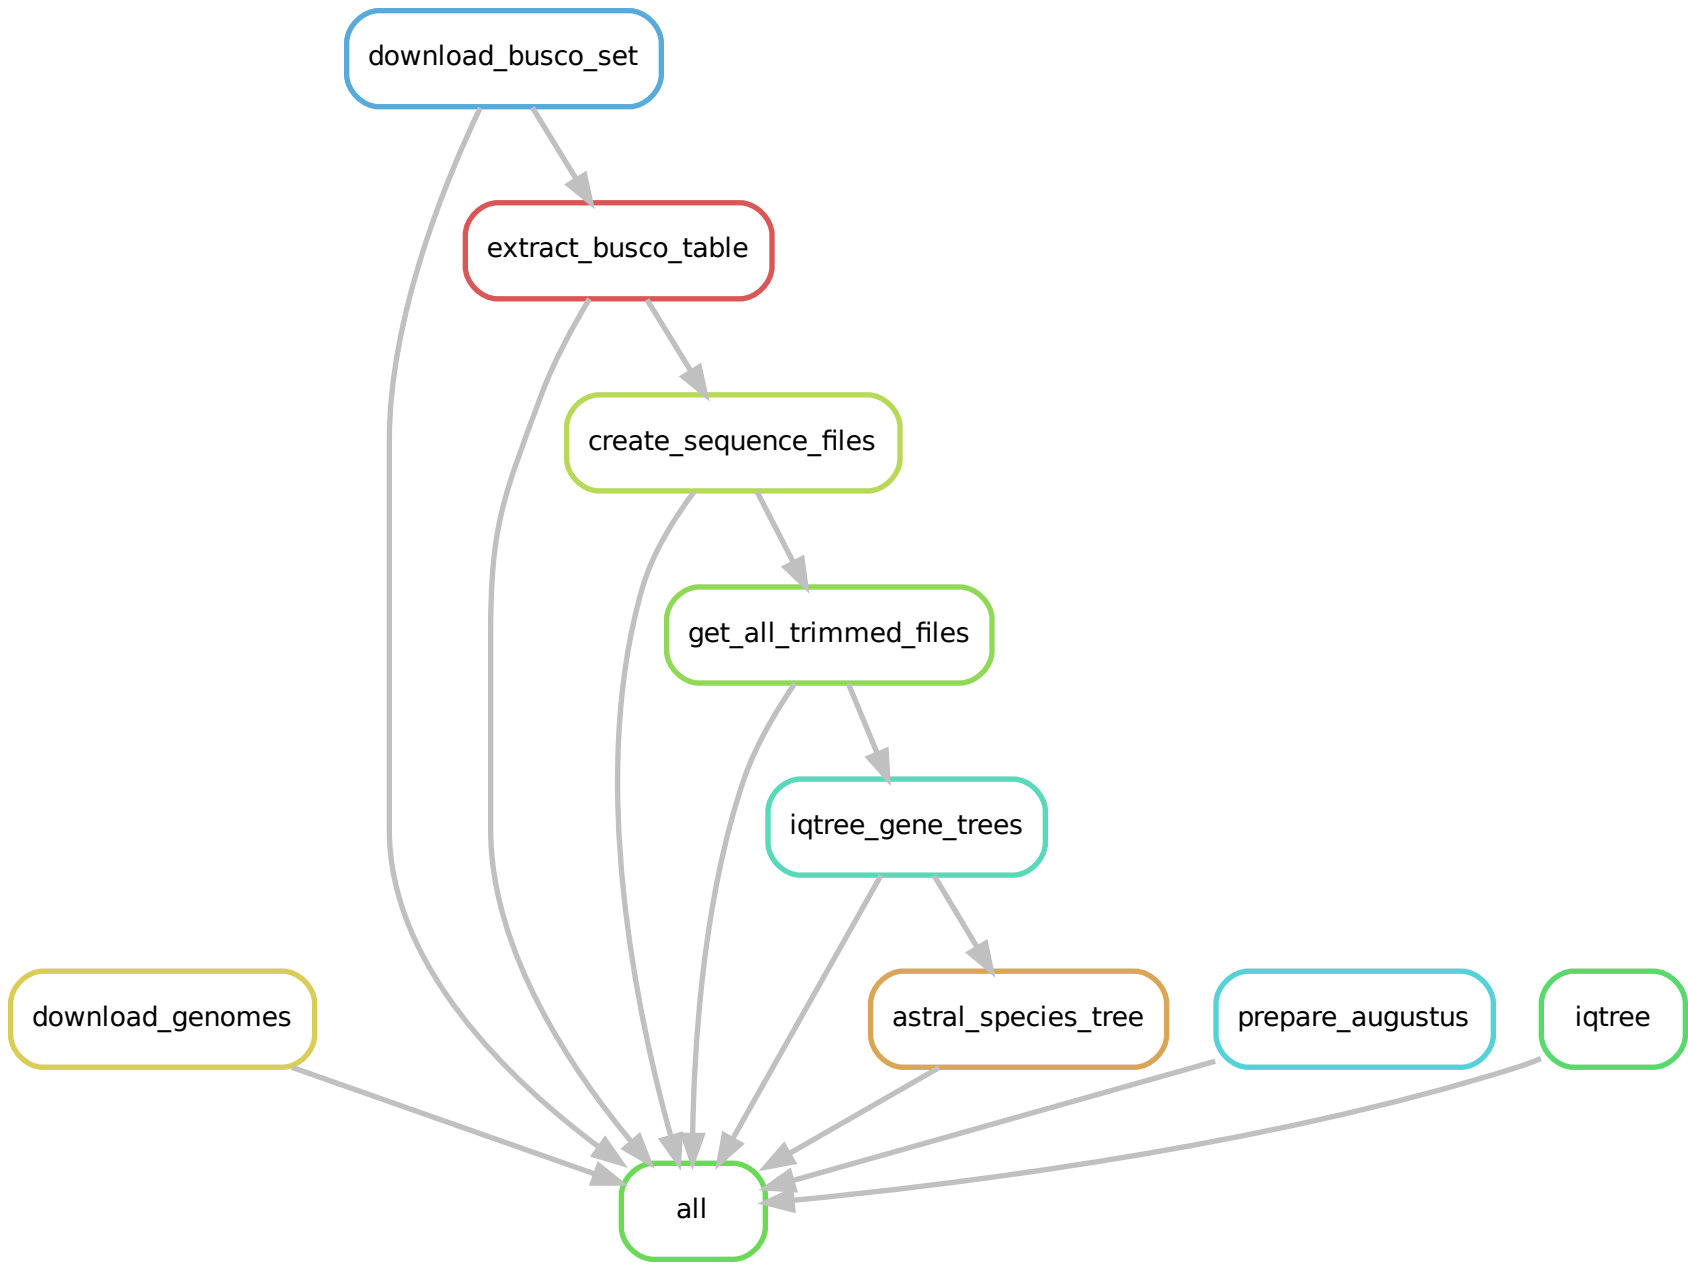 download_busco_set
extract_busco_table
create_sequence_files
get_all_trimmed_files
iqtree_gene_trees
download_genomes
astral_species_tree
prepare_augustus
iqtree
all